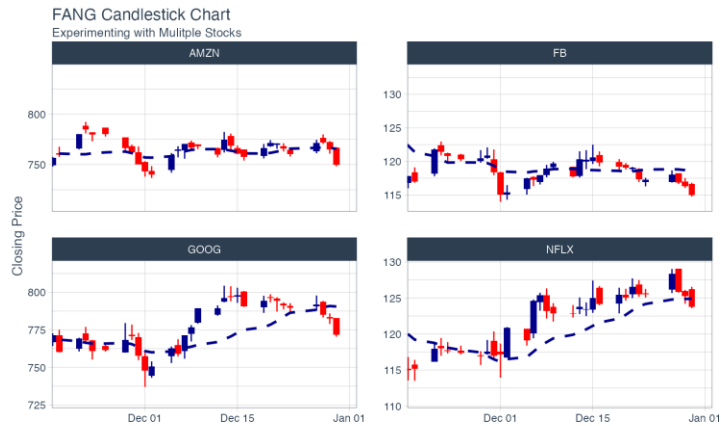 FANG Candlestick Chart
Experimenting with Mulitple Stocks
AMZN
FB
800
750
130
125
120
115
Closing Price
GOOG
NFLX
800
775
750
725
130
125
120
115
110
Dec 01
Dec 15
Jan 01
Dec 01
Dec 15
Jan 01